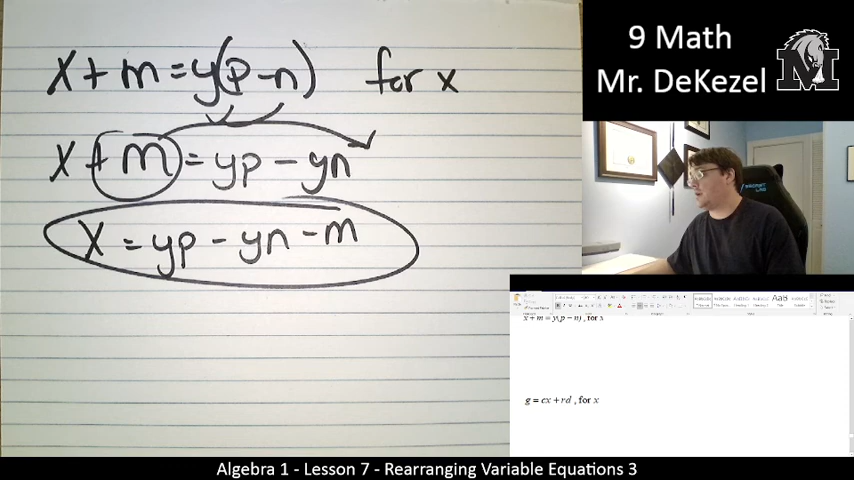 x + m = y(p - n) for x
x + m = yp - yn
x = yp - yn - m
9 Math
Mr. DeKezel
M
x + m = y(p − n) , for x
g = cx + rd , for x
Algebra 1 - Lesson 7 - Rearranging Variable Equations 3